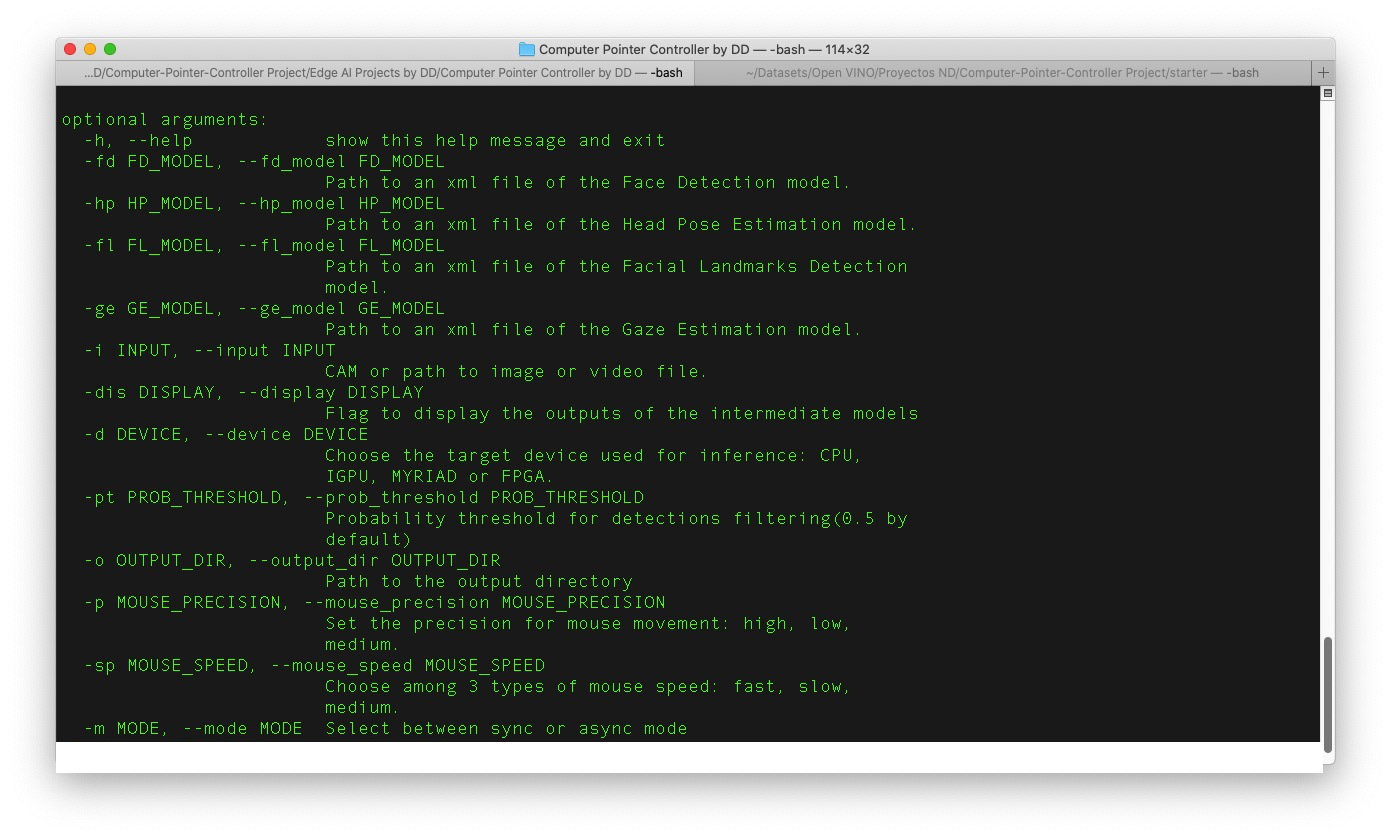 Computer Pointer Controller by DD — -bash — 114×32
...D/Computer-Pointer-Controller Project/Edge AI Projects by DD/Computer Pointer Controller by DD — -bash
~/Datasets/Open VINO/Proyectos ND/Computer-Pointer-Controller Project/starter — -bash
optional arguments:
-h, --help show this help message and exit
-fd FD_MODEL, --fd_model FD_MODEL
Path to an xml file of the Face Detection model.
-hp HP_MODEL, --hp_model HP_MODEL
Path to an xml file of the Head Pose Estimation model.
-fl FL_MODEL, --fl_model FL_MODEL
Path to an xml file of the Facial Landmarks Detection
model.
-ge GE_MODEL, --ge_model GE_MODEL
Path to an xml file of the Gaze Estimation model.
-i INPUT, --input INPUT
CAM or path to image or video file.
-dis DISPLAY, --display DISPLAY
Flag to display the outputs of the intermediate models
-d DEVICE, --device DEVICE
Choose the target device used for inference: CPU,
IGPU, MYRIAD or FPGA.
-pt PROB_THRESHOLD, --prob_threshold PROB_THRESHOLD
Probability threshold for detections filtering(0.5 by
default)
-o OUTPUT_DIR, --output_dir OUTPUT_DIR
Path to the output directory
-p MOUSE_PRECISION, --mouse_precision MOUSE_PRECISION
Set the precision for mouse movement: high, low,
medium.
-sp MOUSE_SPEED, --mouse_speed MOUSE_SPEED
Choose among 3 types of mouse speed: fast, slow,
medium.
-m MODE, --mode MODE Select between sync or async mode